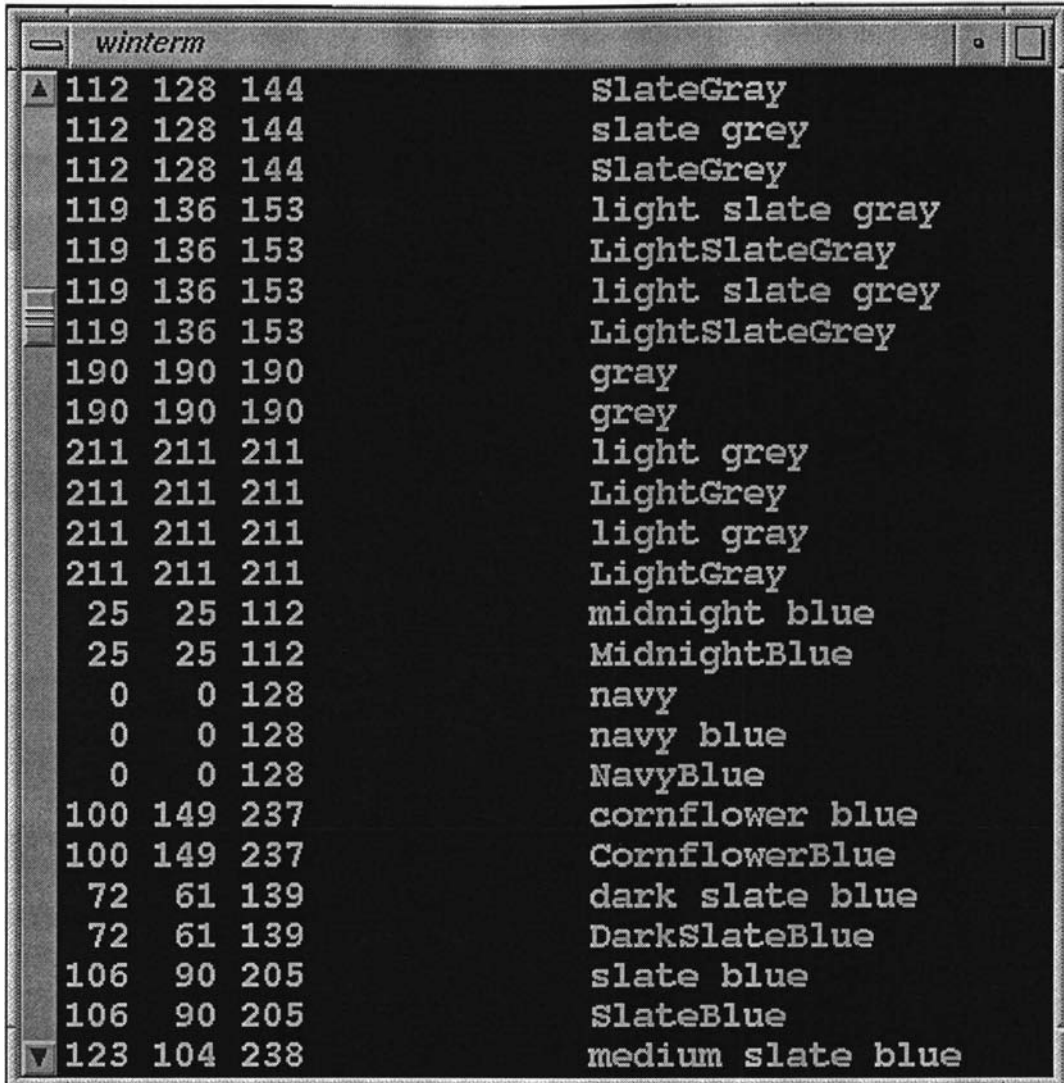 winterm
112 128 144 SlateGray
112 128 144 slate grey
112 128 144 SlateGrey
119 136 153 light slate gray
119 136 153 LightSlateGray
119 136 153 light slate grey
119 136 153 LightSlateGrey
190 190 190 gray
190 190 190 grey
211 211 211 light grey
211 211 211 LightGrey
211 211 211 light gray
211 211 211 LightGray
25 25 112 midnight blue
25 25 112 MidnightBlue
0 0 128 navy
0 0 128 navy blue
0 0 128 NavyBlue
100 149 237 cornflower blue
100 149 237 CornflowerBlue
72 61 139 dark slate blue
72 61 139 DarkSlateBlue
106 90 205 slate blue
106 90 205 SlateBlue
123 104 238 medium slate blue